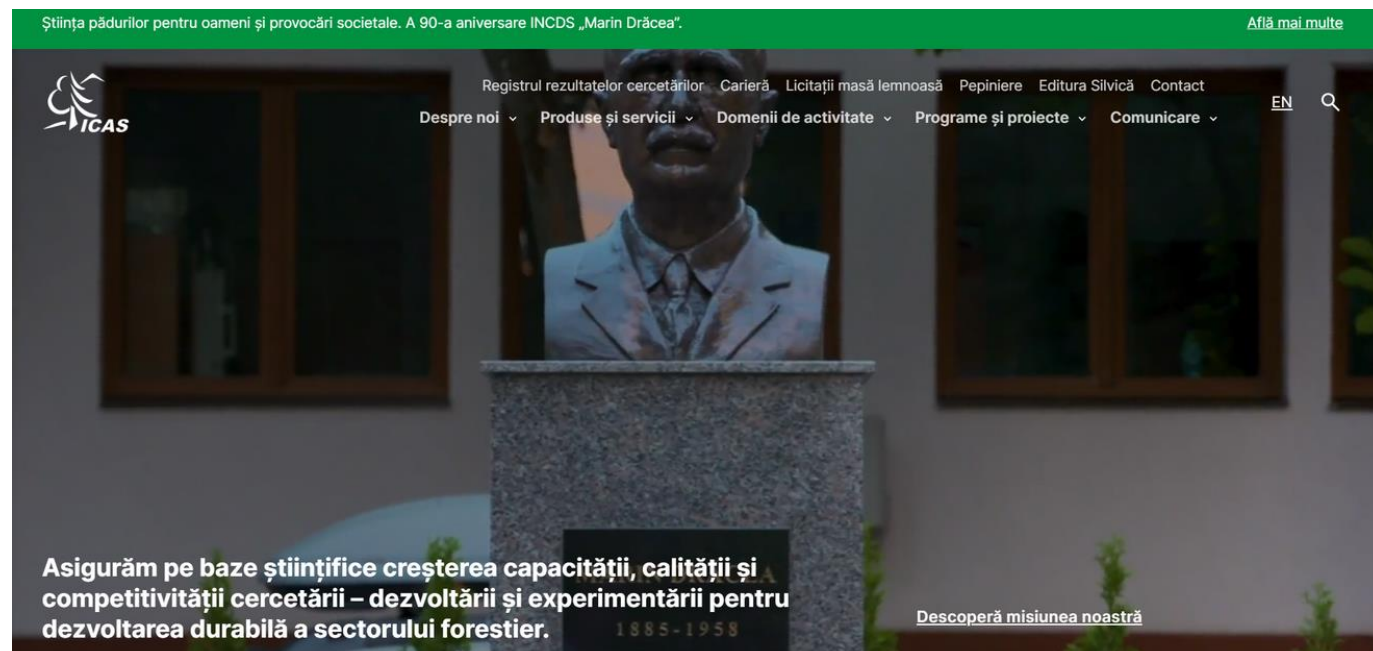 Știința pădurilor pentru oameni și provocări societale. A 90-a aniversare INCDS „Marin Drăcea”.
Află mai multe
ICAS
Registrul rezultatelor cercetărilor Carieră Licitații masă lemnoasă Pepiniere Editura Silvică Contact
Despre noi Produse și servicii Domenii de activitate Programe și proiecte Comunicare
EN
Asigurăm pe baze științifice creșterea capacității, calității și
competitivității cercetării – dezvoltării și experimentării pentru
dezvoltarea durabilă a sectorului forestier.
MARIN DRĂCEA
1885-1958
Descoperă misiunea noastră